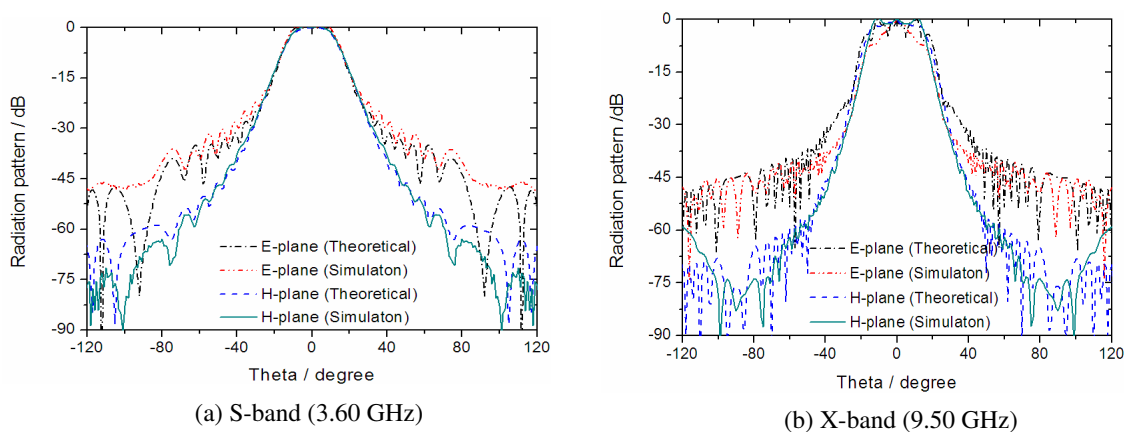 Radiation pattern / dB
0
-15
-30
-45
-60
-75
-90
E-plane (Theoretical)
E-plane (Simulaton)
H-plane (Theoretical)
H-plane (Simulaton)
-120 -80 -40 0 40 80 120
Theta / degree
(a) S-band (3.60 GHz)
Radiation pattern /dB
0
-15
-30
-45
-60
-75
-90
E-plane (Theoretical)
E-plane (Simulaton)
H-plane (Theoretical)
H-plane (Simulaton)
-120 -80 -40 0 40 80 120
Theta / degree
(b) X-band (9.50 GHz)